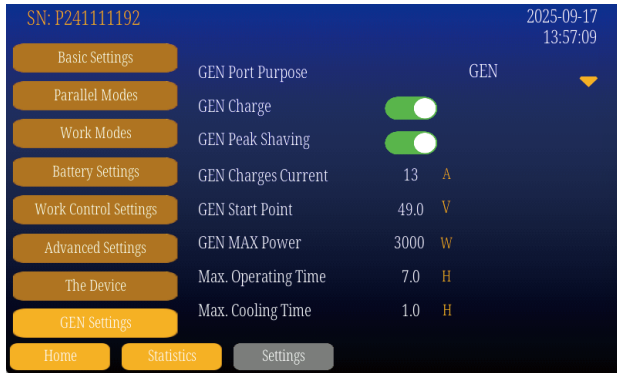 SN: P241111192
2025-09-17
13:57:09
Basic Settings
Parallel Modes
Work Modes
Battery Settings
Work Control Settings
Advanced Settings
The Device
GEN Settings
GEN Port Purpose GEN
GEN Charge
GEN Peak Shaving
GEN Charges Current 13 A
GEN Start Point 49.0 V
GEN MAX Power 3000 W
Max. Operating Time 7.0 H
Max. Cooling Time 1.0 H
Home Statistics Settings